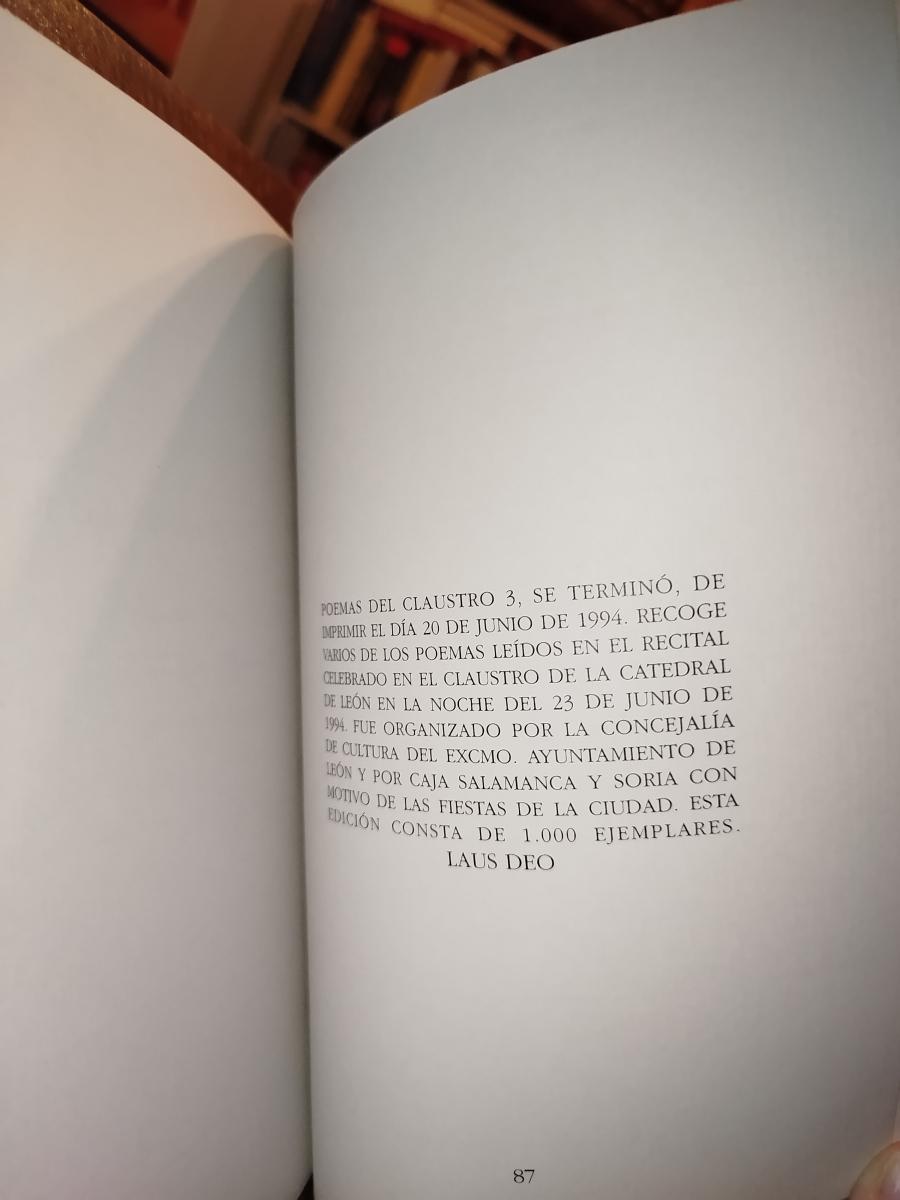 POEMAS DEL CLAUSTRO 3, SE TERMINÓ, DE
IMPRIMIR EL DÍA 20 DE JUNIO DE 1994. RECOGE
VARIOS DE LOS POEMAS LEÍDOS EN EL RECITAL
CELEBRADO EN EL CLAUSTRO DE LA CATEDRAL
DE LEÓN EN LA NOCHE DEL 23 DE JUNIO DE
1994. FUE ORGANIZADO POR LA CONCEJALÍA
DE CULTURA DEL EXCMO. AYUNTAMIENTO DE
LEÓN Y POR CAJA SALAMANCA Y SORIA CON
MOTIVO DE LAS FIESTAS DE LA CIUDAD. ESTA
EDICIÓN CONSTA DE 1.000 EJEMPLARES.
LAUS DEO
87